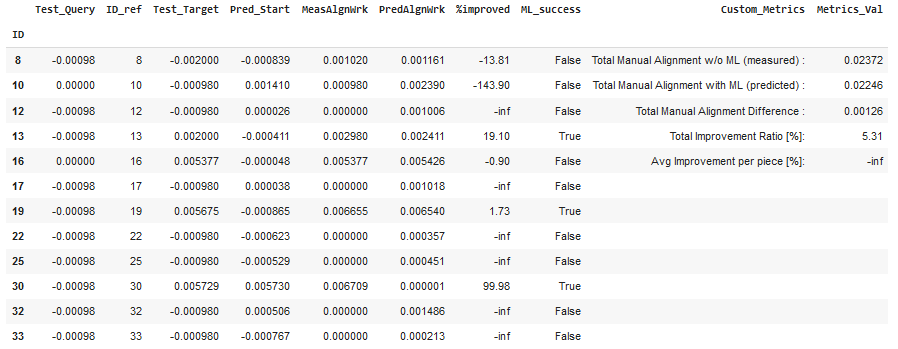 Test_Query ID_ref Test_Target Pred_Start MeasAlgnWrk PredAlgnWrk %improved ML_success Custom_Metrics Metrics_Val
ID
8 -0.00098 8 -0.002000 -0.000839 0.001020 0.001161 -13.81 False Total Manual Alignment w/o ML (measured) : 0.02372
10 0.00000 10 -0.000980 0.001410 0.000980 0.002390 -143.90 False Total Manual Alignment with ML (predicted) : 0.02246
12 -0.00098 12 -0.000980 0.000026 0.000000 0.001006 -inf False Total Manual Alignment Difference : 0.00126
13 -0.00098 13 0.002000 -0.000411 0.002980 0.002411 19.10 True Total Improvement Ratio [%]: 5.31
16 0.00000 16 0.005377 -0.000048 0.005377 0.005426 -0.90 False Avg Improvement per piece [%]: -inf
17 -0.00098 17 -0.000980 0.000038 0.000000 0.001018 -inf False
19 -0.00098 19 0.005675 -0.000865 0.006655 0.006540 1.73 True
22 -0.00098 22 -0.000980 -0.000623 0.000000 0.000357 -inf False
25 -0.00098 25 -0.000980 -0.000529 0.000000 0.000451 -inf False
30 -0.00098 30 0.005729 0.005730 0.006709 0.000001 99.98 True
32 -0.00098 32 -0.000980 0.000506 0.000000 0.001486 -inf False
33 -0.00098 33 -0.000980 -0.000767 0.000000 0.000213 -inf False